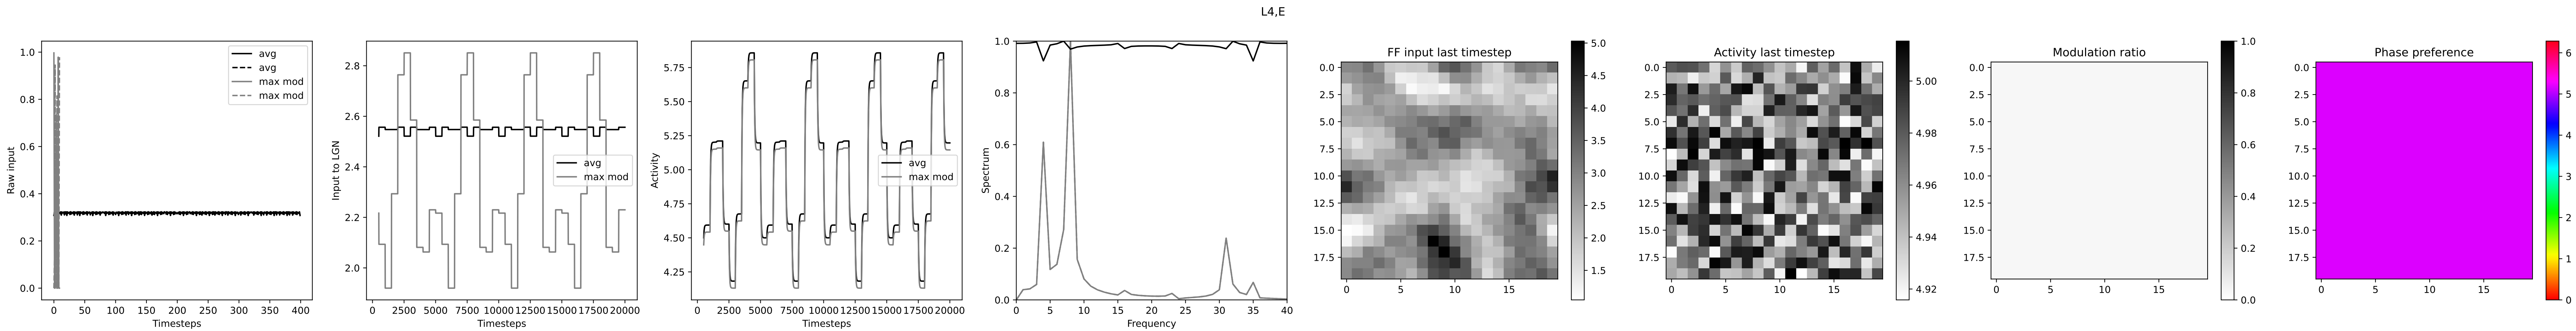 L4,E
Raw input
1.0
0.8
0.6
0.4
0.2
0.0
avg
avg
max mod
max mod
0 50 100 150 200 250 300 350 400
Timesteps
Input to LGN
2.8
2.6
2.4
2.2
2.0
avg
max mod
0 2500 5000 7500 10000 12500 15000 17500 20000
Timesteps
Activity
5.75
5.50
5.25
5.00
4.75
4.50
4.25
avg
max mod
0 2500 5000 7500 10000 12500 15000 17500 20000
Timesteps
Spectrum
1.0
0.8
0.6
0.4
0.2
0.0
0 5 10 15 20 25 30 35 40
Frequency
FF input last timestep
0.0
2.5
5.0
7.5
10.0
12.5
15.0
17.5
0 5 10 15
5.0
4.5
4.0
3.5
3.0
2.5
2.0
1.5
Activity last timestep
0.0
2.5
5.0
7.5
10.0
12.5
15.0
17.5
0 5 10 15
5.00
4.98
4.96
4.94
4.92
Modulation ratio
0.0
2.5
5.0
7.5
10.0
12.5
15.0
17.5
0 5 10 15
1.0
0.8
0.6
0.4
0.2
0.0
Phase preference
0.0
2.5
5.0
7.5
10.0
12.5
15.0
17.5
0 5 10 15
6
5
4
3
2
1
0